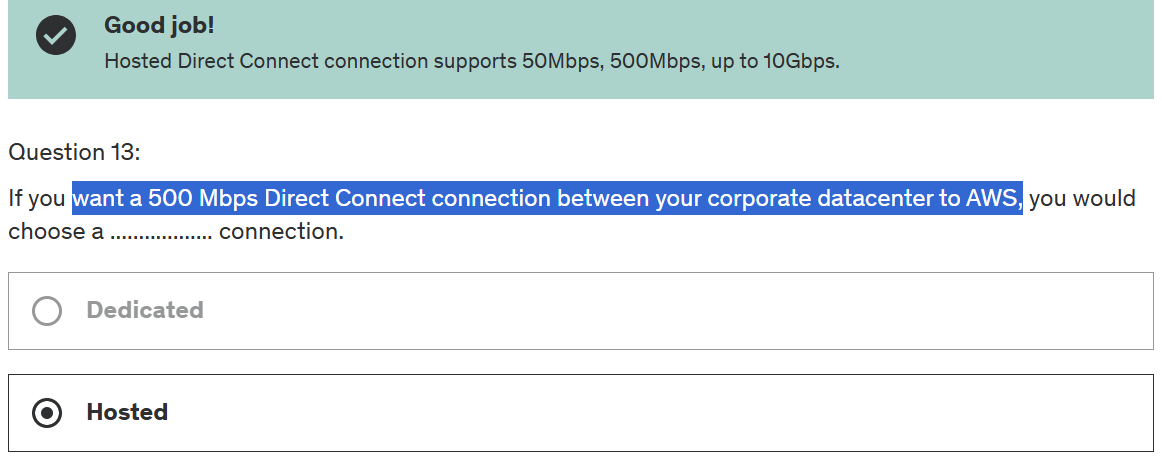 Good job!
Hosted Direct Connect connection supports 50Mbps, 500Mbps, up to 10Gbps.
Question 13:
If you want a 500 Mbps Direct Connect connection between your corporate datacenter to AWS, you would
choose a .................. connection.
Dedicated
Hosted